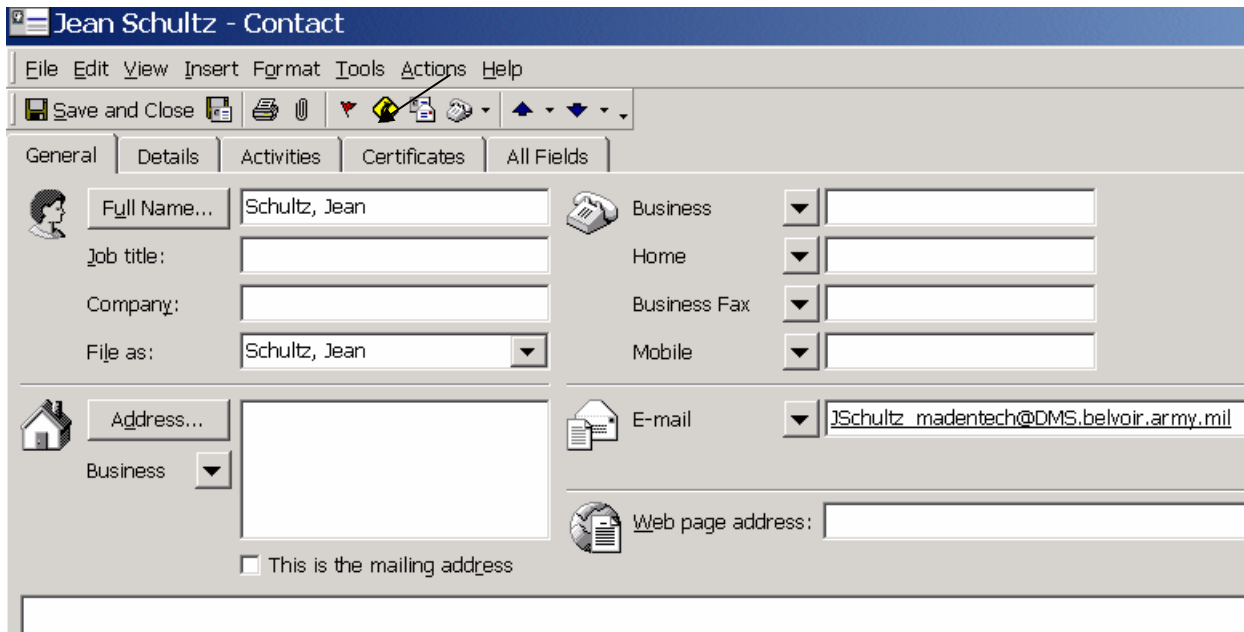 Jean Schultz - Contact
File Edit View Insert Format Tools Actions Help
Save and Close
General Details Activities Certificates All Fields
Full Name... Schultz, Jean
Job title:
Company:
File as: Schultz, Jean
Business
Home
Business Fax
Mobile
Address...
Business
E-mail JSchultz_madentech@DMS.belvoir.army.mil
Web page address:
This is the mailing address